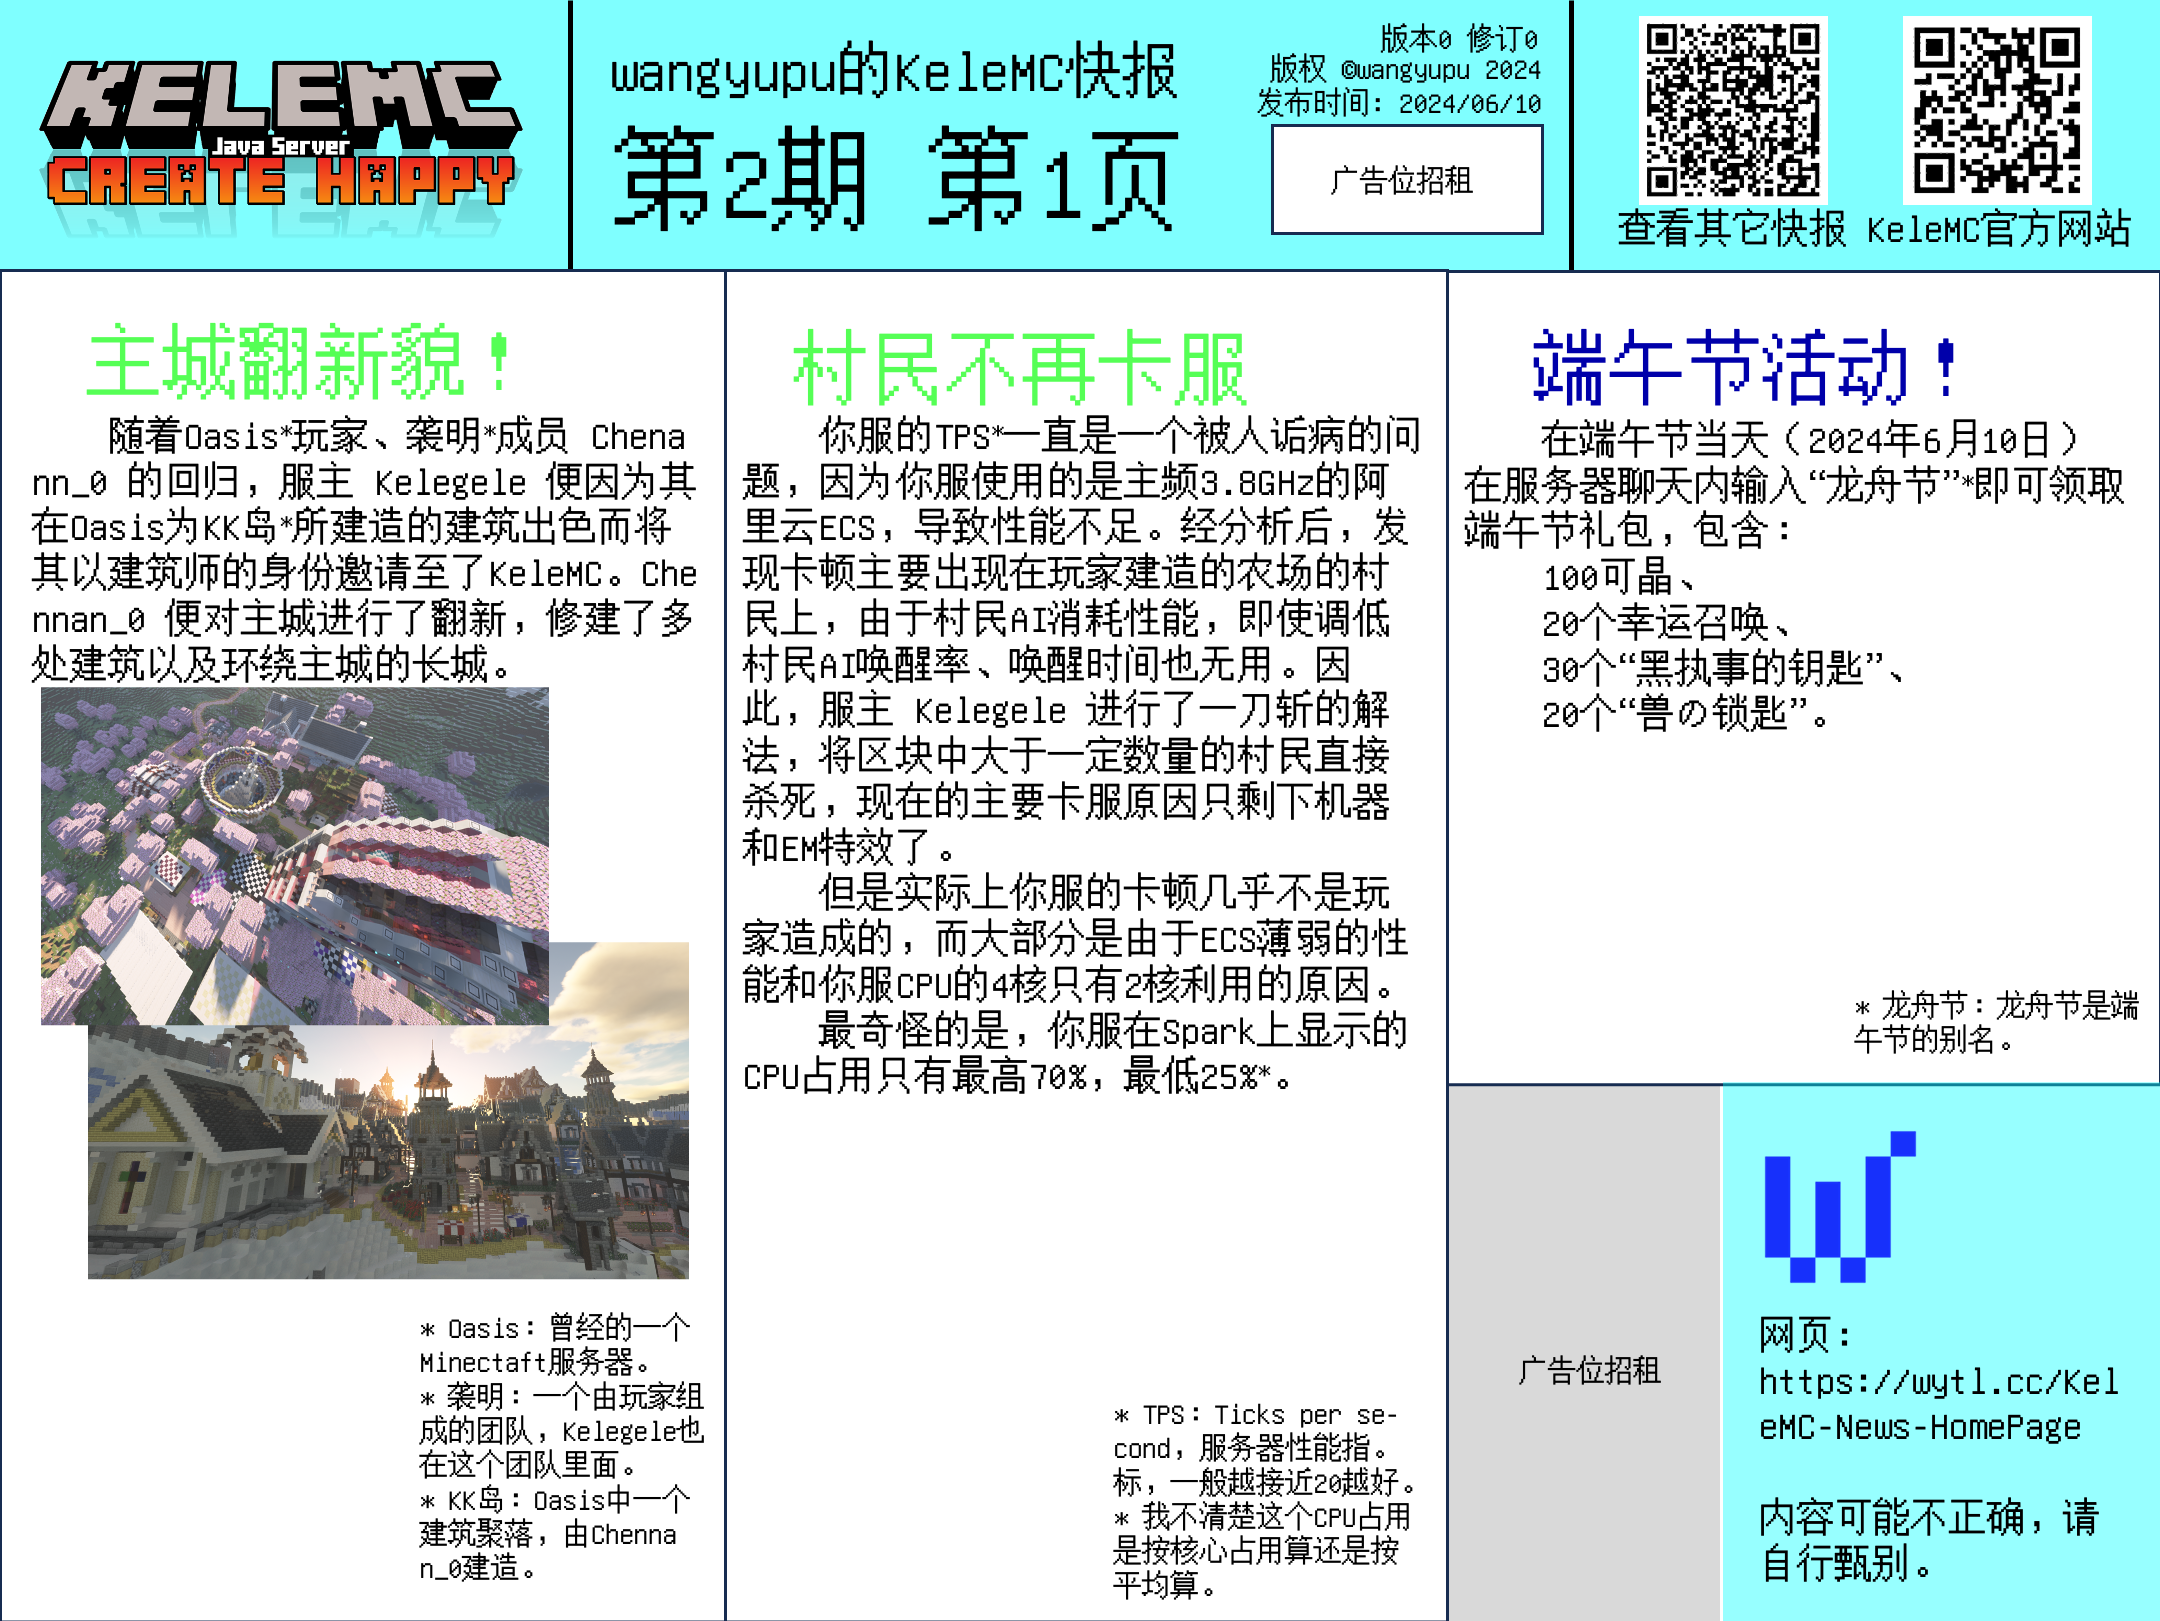 KELEMC
Java Server
CREATE HAPPY
wangyupu的KeleMC快报
第2期 第1页
版本0 修订0
版权 ©wangyupu 2024
发布时间：2024/06/10
广告位招租
查看其它快报 KeleMC官方网站
主城翻新貌！
随着Oasis*玩家、袭明*成员 Chena
nn_0 的回归，服主 Kelegele 便因为其
在Oasis为KK岛*所建造的建筑出色而将
其以建筑师的身份邀请至了KeleMC。Che
nnan_0 便对主城进行了翻新，修建了多
处建筑以及环绕主城的长城。
* Oasis：曾经的一个
Minectaft服务器。
* 袭明：一个由玩家组
成的团队，Kelegele也
在这个团队里面。
* KK岛：Oasis中一个
建筑聚落，由Chenna
n_0建造。
村民不再卡服
你服的TPS*一直是一个被人诟病的问
题，因为你服使用的是主频3.8GHz的阿
里云ECS，导致性能不足。经分析后，发
现卡顿主要出现在玩家建造的农场的村
民上，由于村民AI消耗性能，即使调低
村民AI唤醒率、唤醒时间也无用。因
此，服主 Kelegele 进行了一刀斩的解
法，将区块中大于一定数量的村民直接
杀死，现在的主要卡服原因只剩下机器
和EM特效了。
但是实际上你服的卡顿几乎不是玩
家造成的，而大部分是由于ECS薄弱的性
能和你服CPU的4核只有2核利用的原因。
最奇怪的是，你服在Spark上显示的
CPU占用只有最高70%，最低25%*。
* TPS：Ticks per se-
cond，服务器性能指。
标，一般越接近20越好。
* 我不清楚这个CPU占用
是按核心占用算还是按
平均算。
端午节活动！
在端午节当天（2024年6月10日）
在服务器聊天内输入“龙舟节”*即可领取
端午节礼包，包含：
100可晶、
20个幸运召唤、
30个“黑执事的钥匙”、
20个“兽の锁匙”。
* 龙舟节：龙舟节是端
午节的别名。
广告位招租
网页：
https://wytl.cc/Kel
eMC-News-HomePage
内容可能不正确，请
自行甄别。